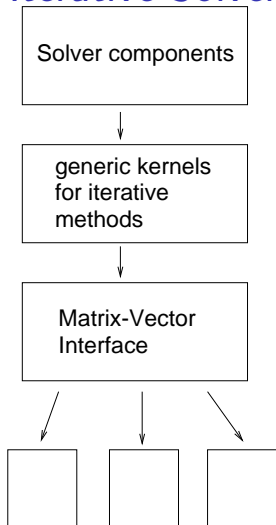 Solver components
generic kernels
for iterative
methods
Matrix-Vector
Interface